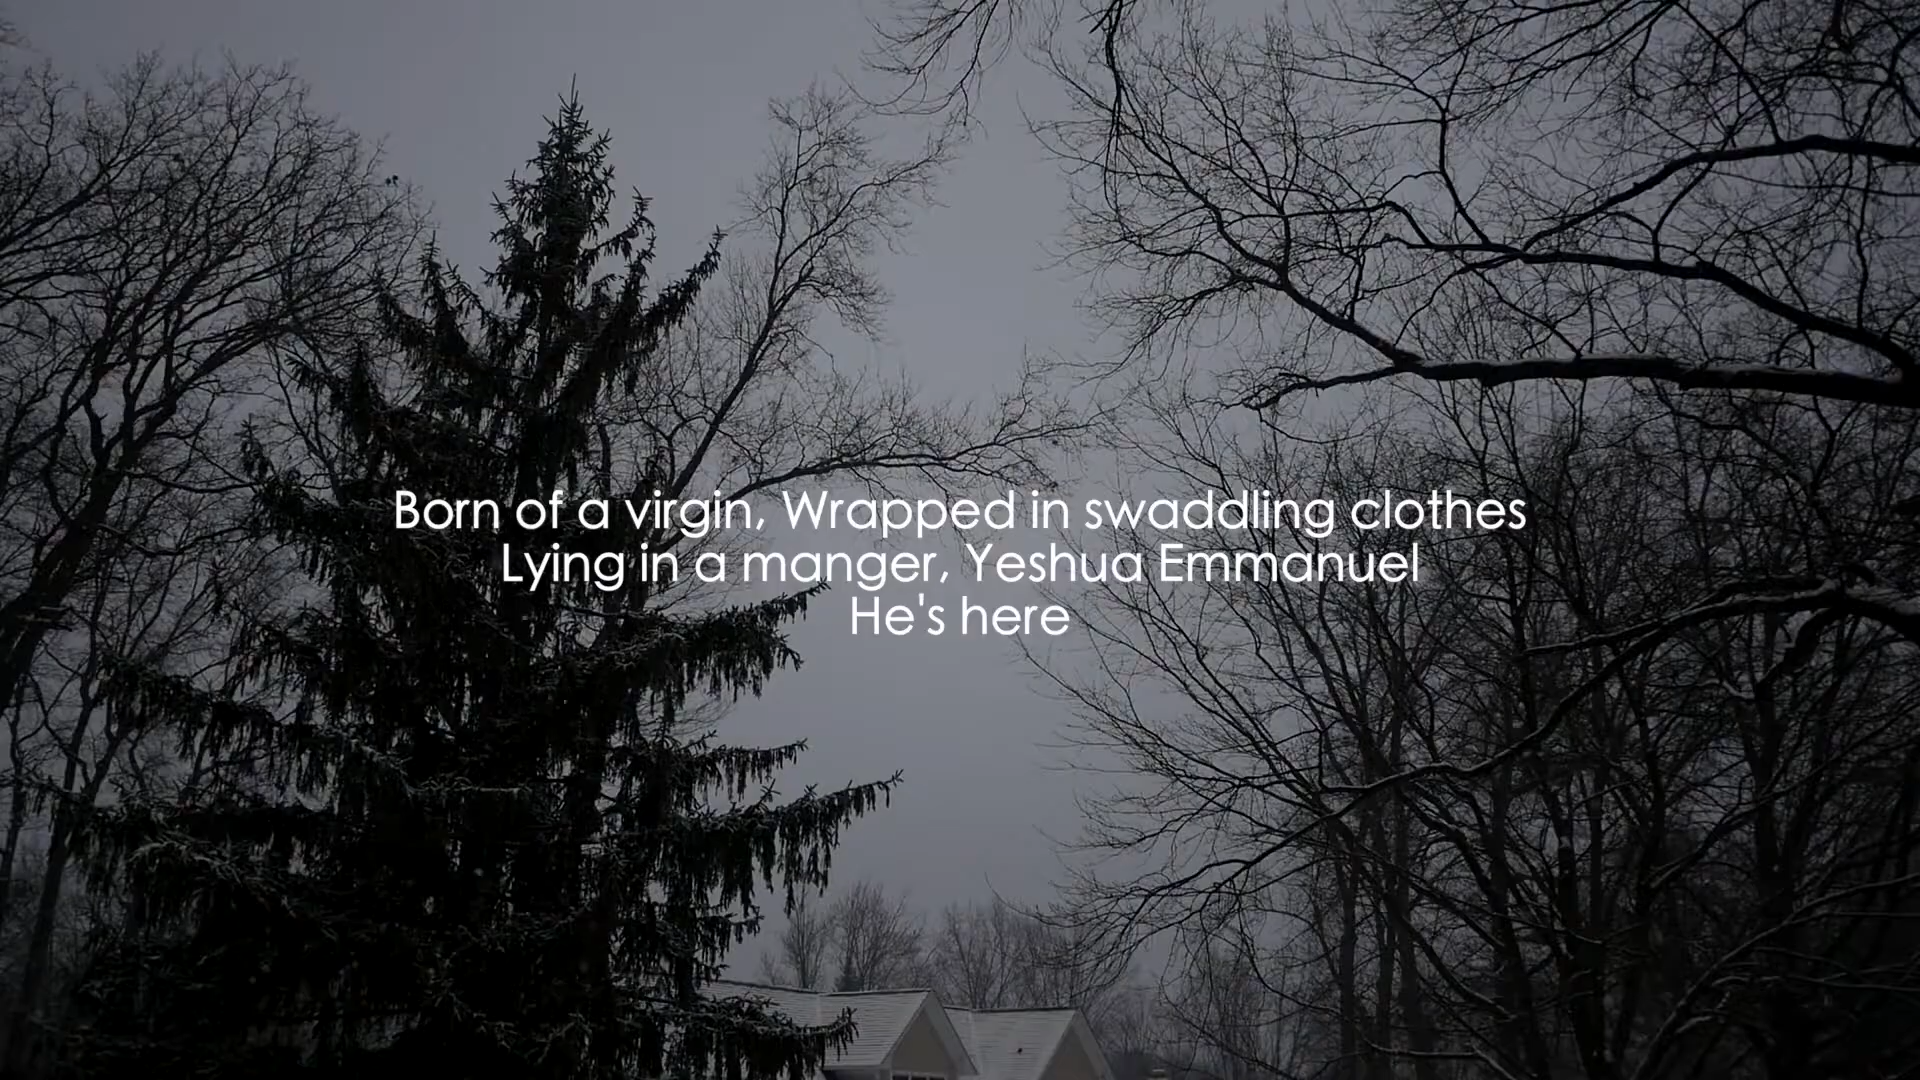 Born of a virgin, Wrapped in swaddling clothes
Lying in a manger, Yeshua Emmanuel
He's here